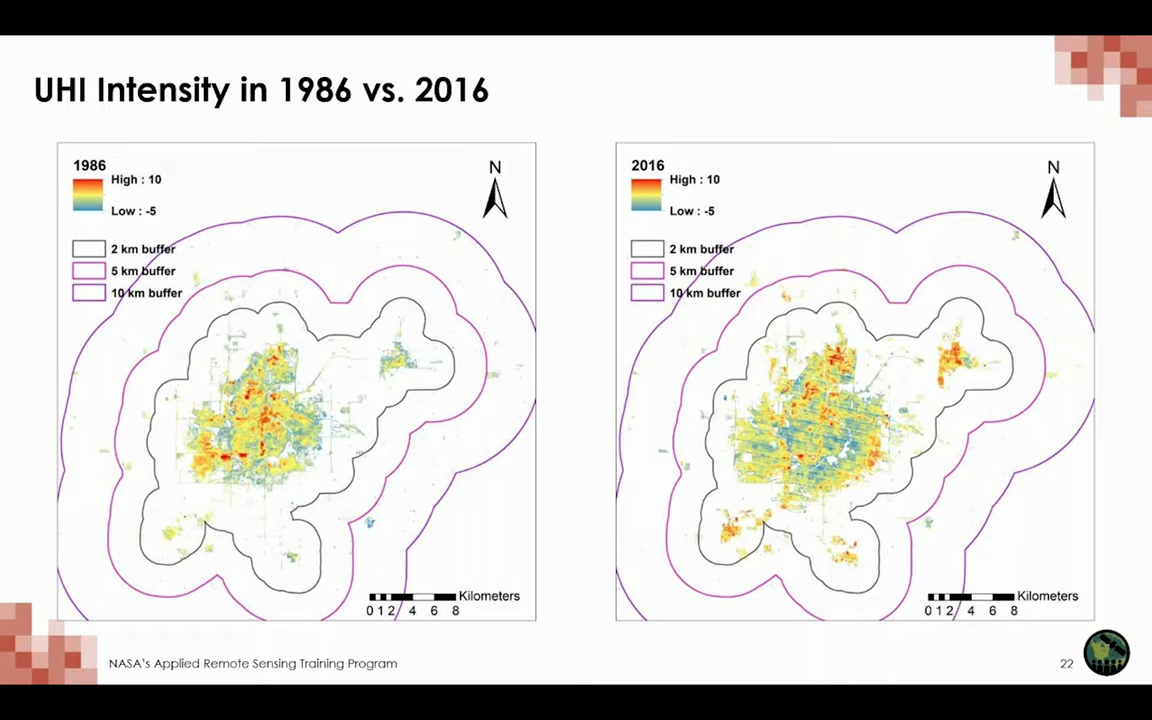 UHI Intensity in 1986 vs. 2016
1986
High : 10
Low : -5
2 km buffer
5 km buffer
10 km buffer
N
0 1 2 4 6 8 Kilometers
2016
High : 10
Low : -5
2 km buffer
5 km buffer
10 km buffer
N
0 1 2 4 6 8 Kilometers
NASA's Applied Remote Sensing Training Program
22